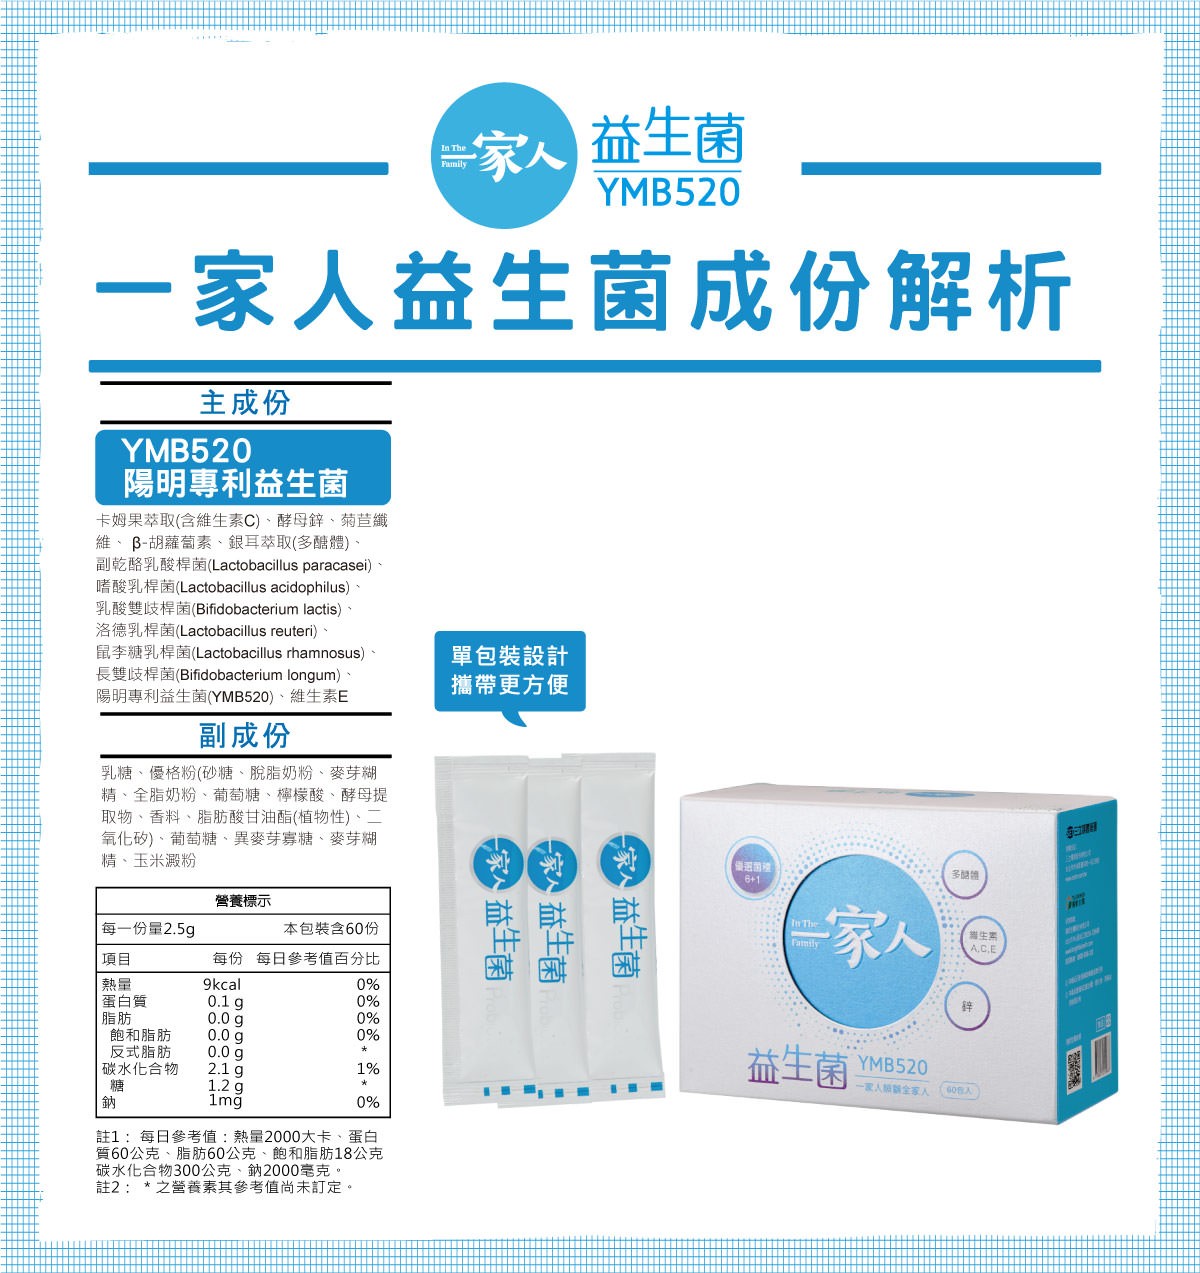 In The
Family
一家人
益生菌
YMB520
一家人益生菌成份解析
主成份
YMB520
陽明專利益生菌
卡姆果萃取(含維生素C)、酵母鋅、菊苣纖
維、 β-胡蘿蔔素、銀耳萃取(多醣體)、
副乾酪乳酸桿菌(Lactobacillus paracasei)、
嗜酸乳桿菌(Lactobacillus acidophilus)、
乳酸雙歧桿菌(Bifidobacterium lactis)、
洛德乳桿菌(Lactobacillus reuteri)、
鼠李糖乳桿菌(Lactobacillus rhamnosus)、
長雙歧桿菌(Bifidobacterium longum)、
陽明專利益生菌(YMB520)、維生素E
副成份
乳糖、優格粉(砂糖、脫脂奶粉、麥芽糊
精、全脂奶粉、葡萄糖、檸檬酸、酵母提
取物、香料、脂肪酸甘油酯(植物性)、二
氧化矽)、葡萄糖、異麥芽寡糖、麥芽糊
精、玉米澱粉
營養標示
每一份量2.5g 本包裝含60份
項目 每份 每日參考值百分比
熱量 9kcal 0%
蛋白質 0.1 g 0%
脂肪 0.0 g 0%
飽和脂肪 0.0 g 0%
反式脂肪 0.0 g *
碳水化合物 2.1 g 1%
糖 1.2 g *
鈉 1mg 0%
註1： 每日參考值：熱量2000大卡、蛋白
質60公克、脂肪60公克、飽和脂肪18公克
碳水化合物300公克、鈉2000毫克。
註2： * 之營養素其參考值尚未訂定。
單包裝設計
攜帶更方便
一家人
益生菌
一家人
益生菌
一家人
益生菌
優選菌種
6+1
In The
Family
一家人
多醣體
維生素
A,C,E
鋅
益生菌
YMB520
一家人照顧全家人
60包入